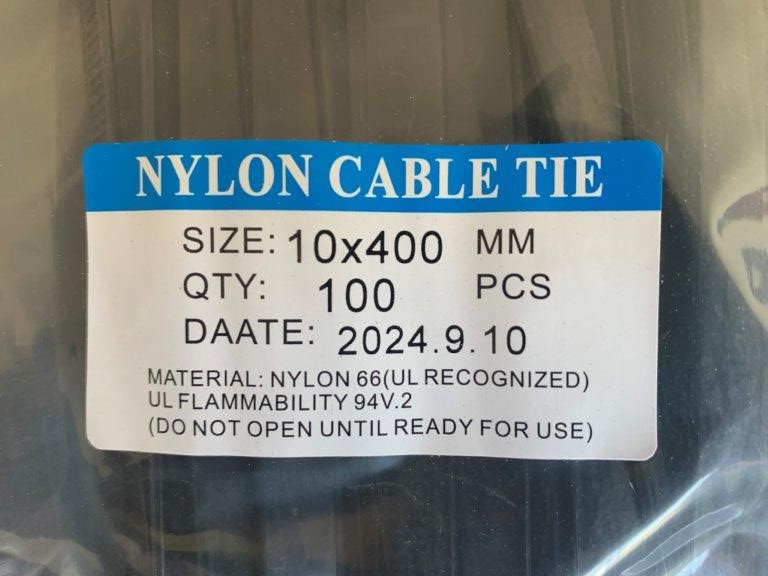 NYLON CABLE TIE
SIZE: 10x400 MM
QTY: 100 PCS
DAATE: 2024.9.10
MATERIAL: NYLON 66(UL RECOGNIZED)
UL FLAMMABILITY 94V.2
(DO NOT OPEN UNTIL READY FOR USE)